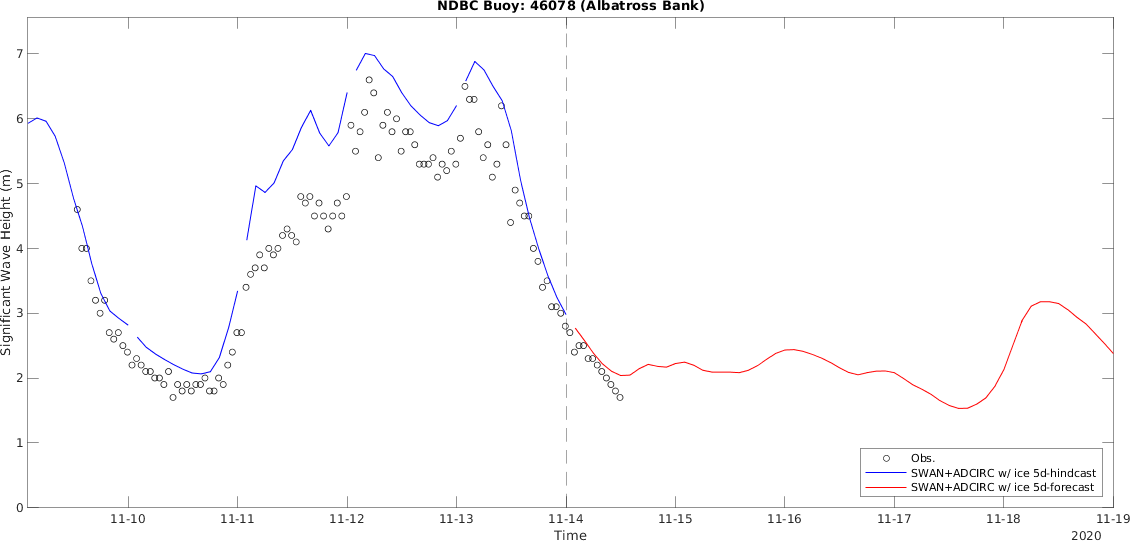 NDBC Buoy: 46078 (Albatross Bank)
Significant Wave Height (m)
7
6
5
4
3
2
1
0
Obs.
SWAN+ADCIRC w/ ice 5d-hindcast
SWAN+ADCIRC w/ ice 5d-forecast
11-10 11-11 11-12 11-13 11-14 11-15 11-16 11-17 11-18 11-19
Time
2020